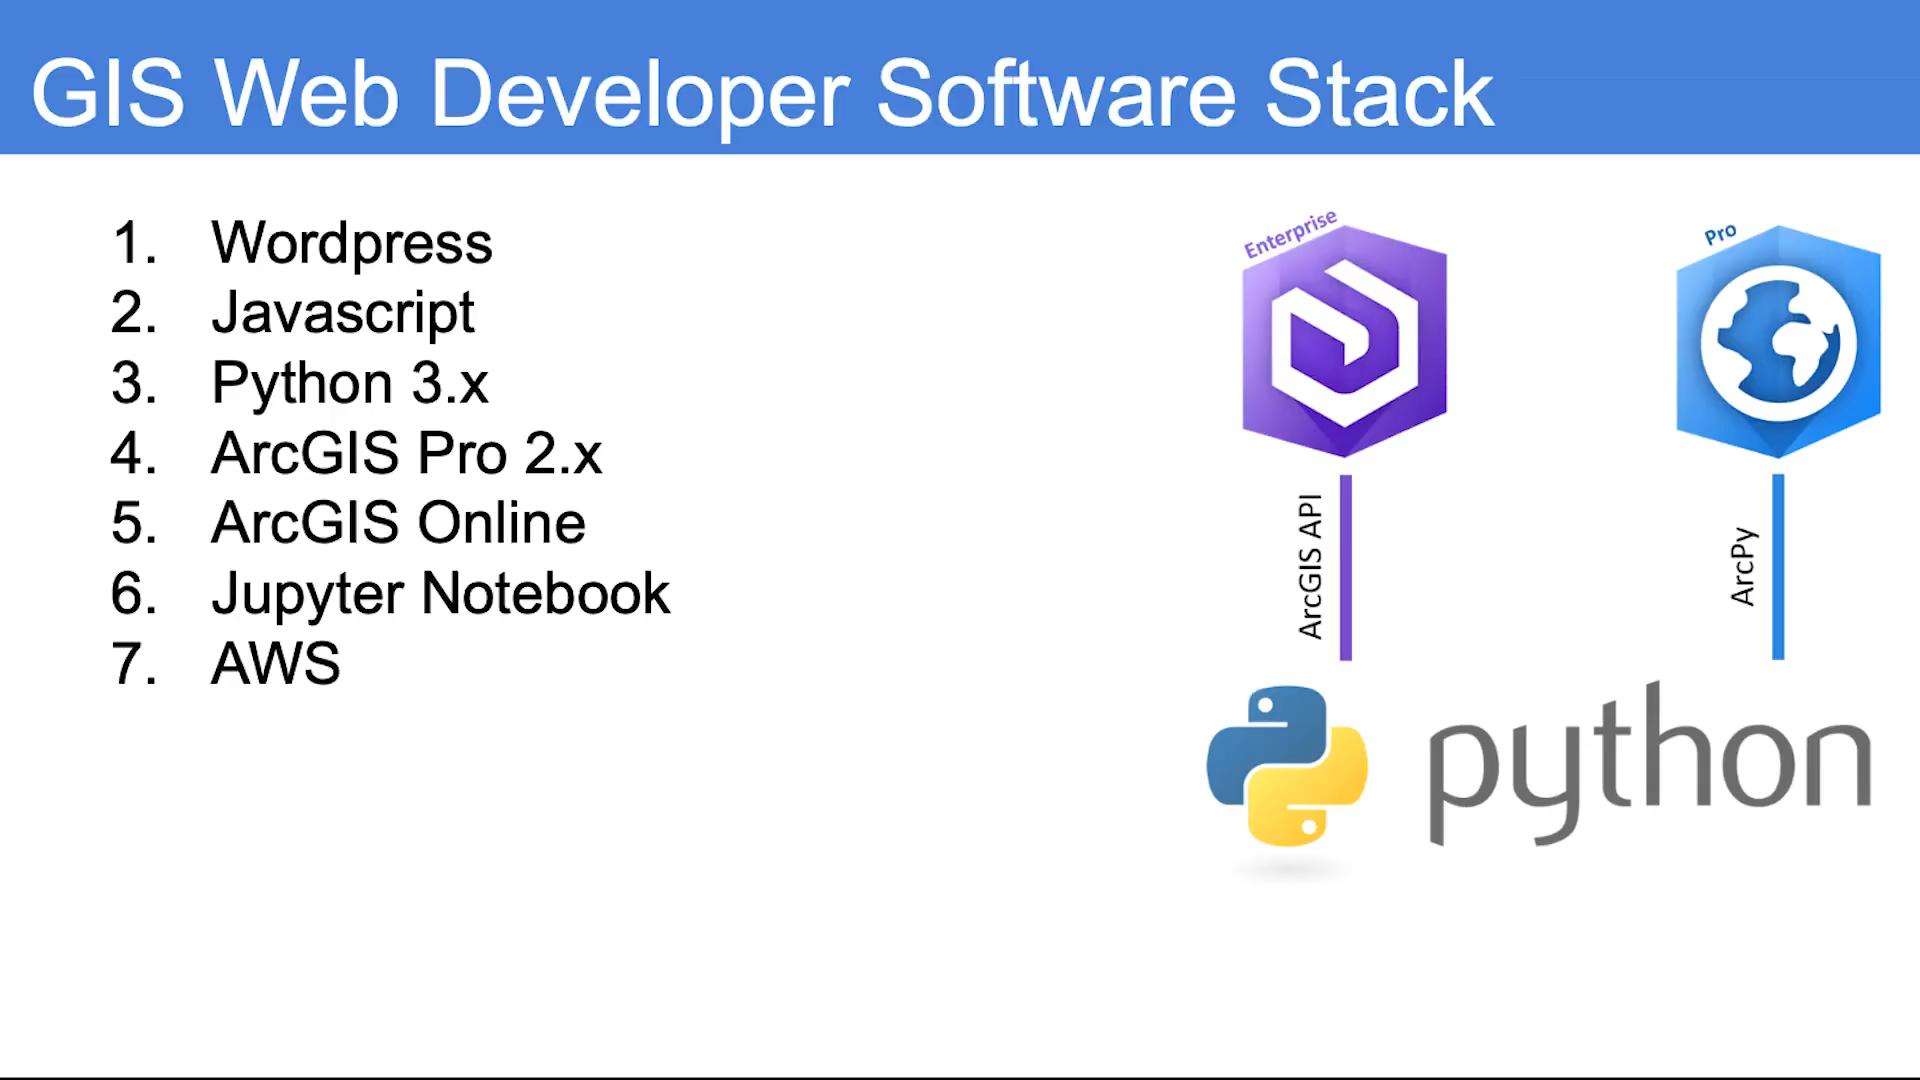 GIS Web Developer Software Stack
1. Wordpress
2. Javascript
3. Python 3.x
4. ArcGIS Pro 2.x
5. ArcGIS Online
6. Jupyter Notebook
7. AWS
Enterprise
Pro
ArcGIS API
ArcPy
python